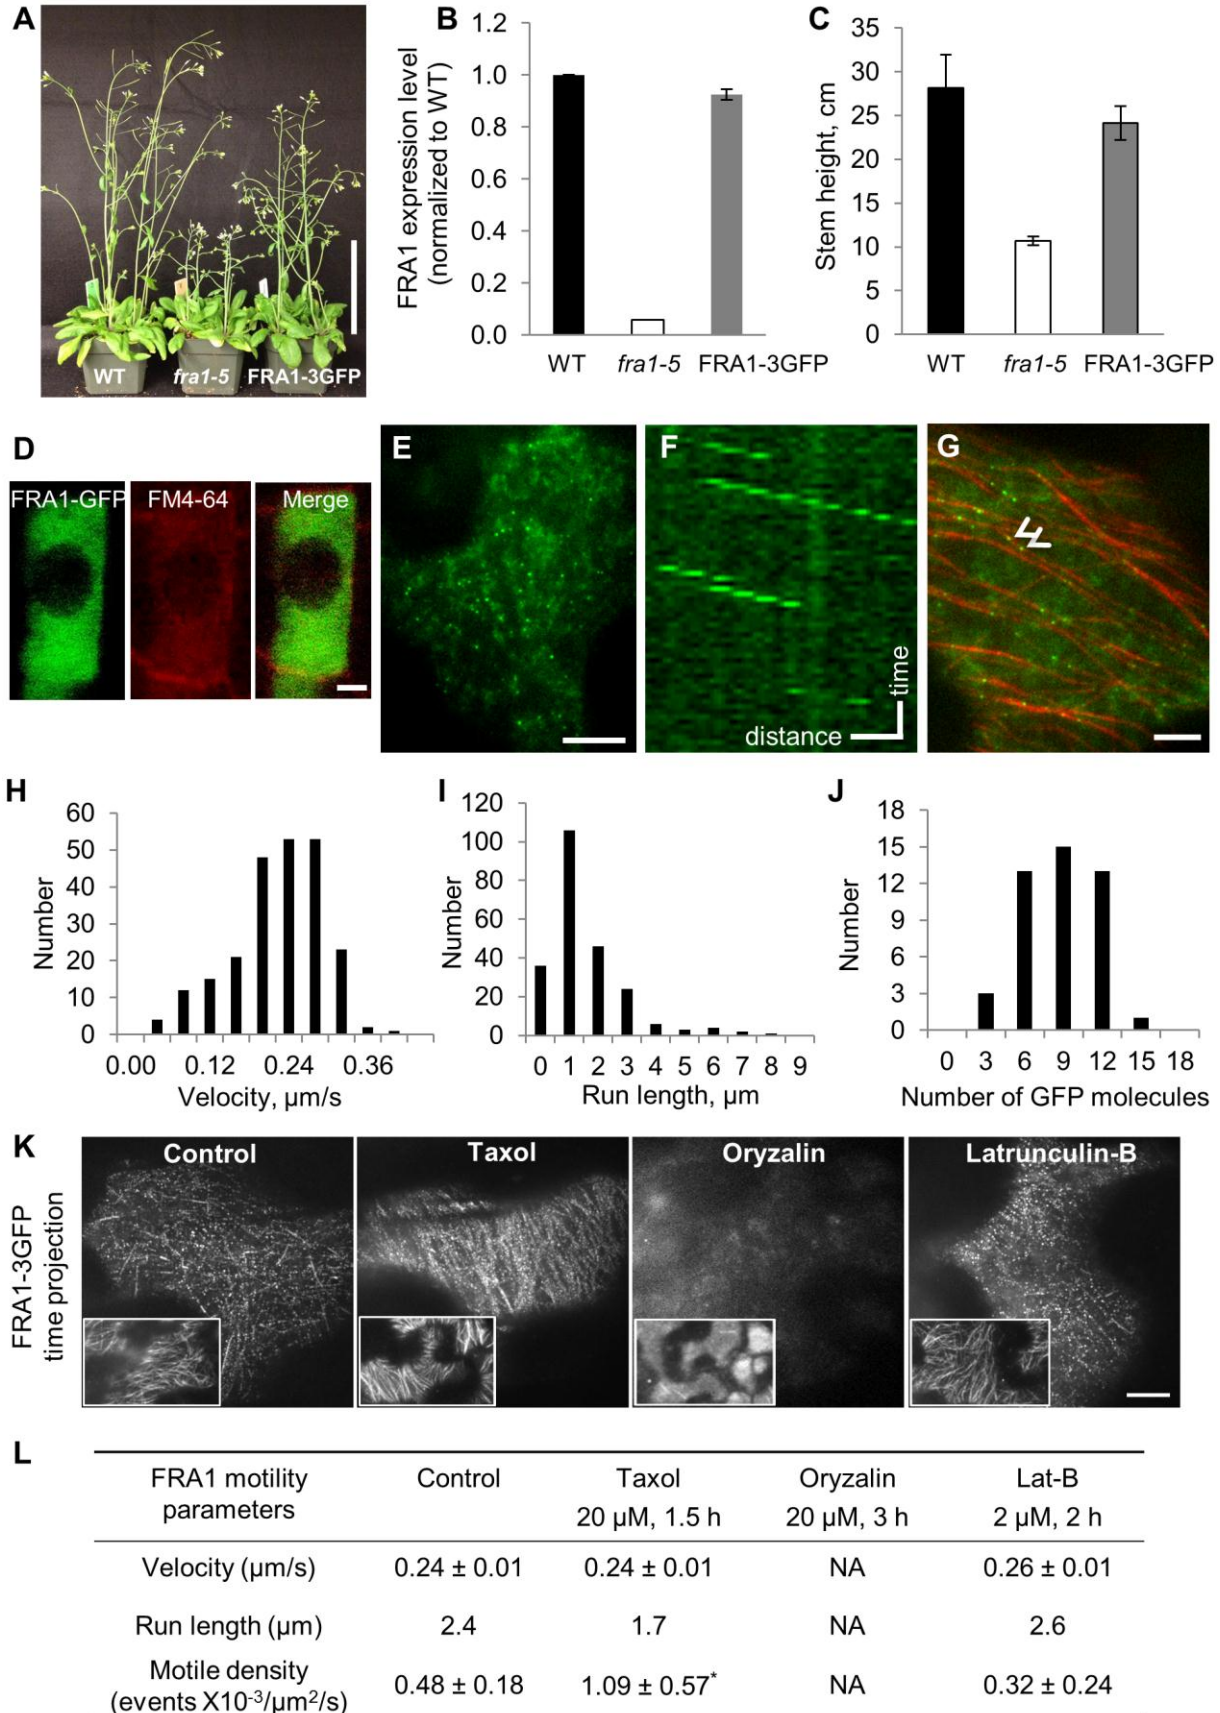 A
WT
fra1-5
FRA1-3GFP
B
FRA1 expression level
(normalized to WT)
1.2
1.0
0.8
0.6
0.4
0.2
0.0
WT
fra1-5
FRA1-3GFP
C
Stem height, cm
35
30
25
20
15
10
5
0
WT
fra1-5
FRA1-3GFP
D
FRA1-GFP
FM4-64
Merge
E
F
time
distance
G
H
Number
60
50
40
30
20
10
0
0.00 0.12 0.24 0.36
Velocity, µm/s
I
Number
120
100
80
60
40
20
0
0 1 2 3 4 5 6 7 8 9
Run length, µm
J
Number
18
15
12
9
6
3
0
0 3 6 9 12 15 18
Number of GFP molecules
K
FRA1-3GFP
time projection
Control
Taxol
Oryzalin
Latrunculin-B
L
FRA1 motility
parameters
Control
Taxol
20 µM, 1.5 h
Oryzalin
20 µM, 3 h
Lat-B
2 µM, 2 h
Velocity (µm/s) 0.24 ± 0.01 0.24 ± 0.01 NA 0.26 ± 0.01
Run length (µm) 2.4 1.7 NA 2.6
Motile density
(events X10⁻³/µm²/s)
0.48 ± 0.18 1.09 ± 0.57* NA 0.32 ± 0.24